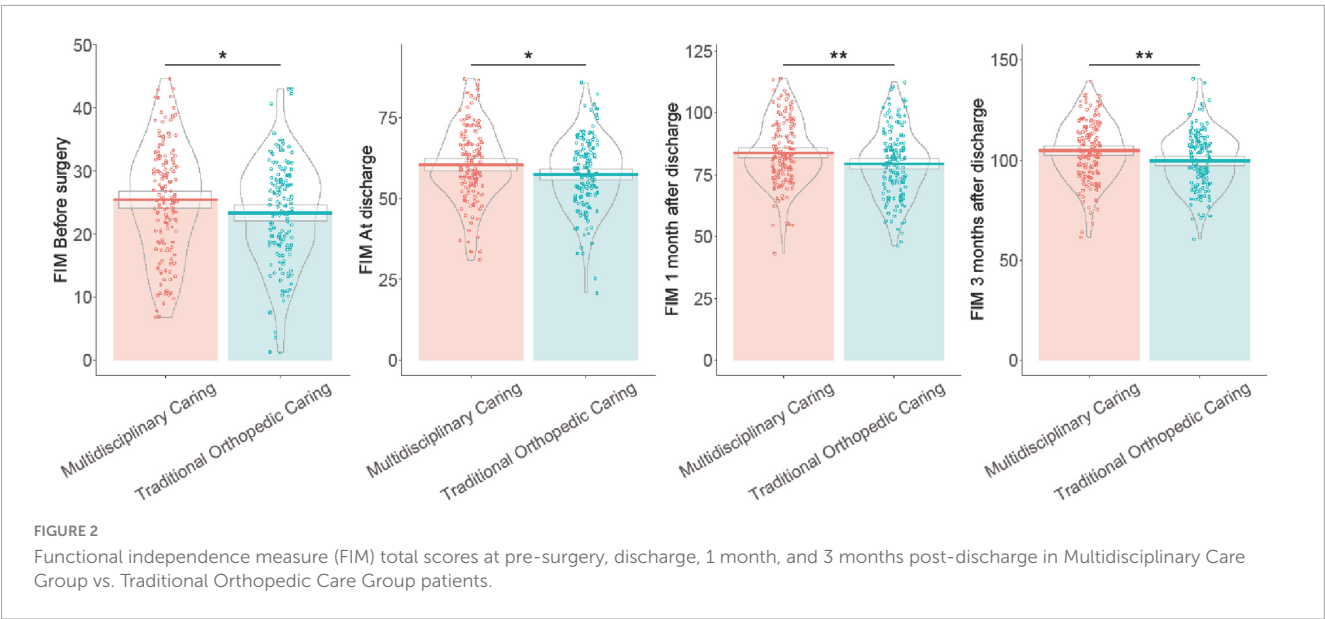 FIM Before surgery
50
40
30
20
10
0
*
Multidisciplinary Caring
Traditional Orthopedic Caring
FIM At discharge
75
50
25
0
*
Multidisciplinary Caring
Traditional Orthopedic Caring
FIM 1 month after discharge
125
100
75
50
25
0
**
Multidisciplinary Caring
Traditional Orthopedic Caring
FIM 3 months after discharge
150
100
50
0
**
Multidisciplinary Caring
Traditional Orthopedic Caring
FIGURE 2
Functional independence measure (FIM) total scores at pre-surgery, discharge, 1 month, and 3 months post-discharge in Multidisciplinary Care
Group vs. Traditional Orthopedic Care Group patients.